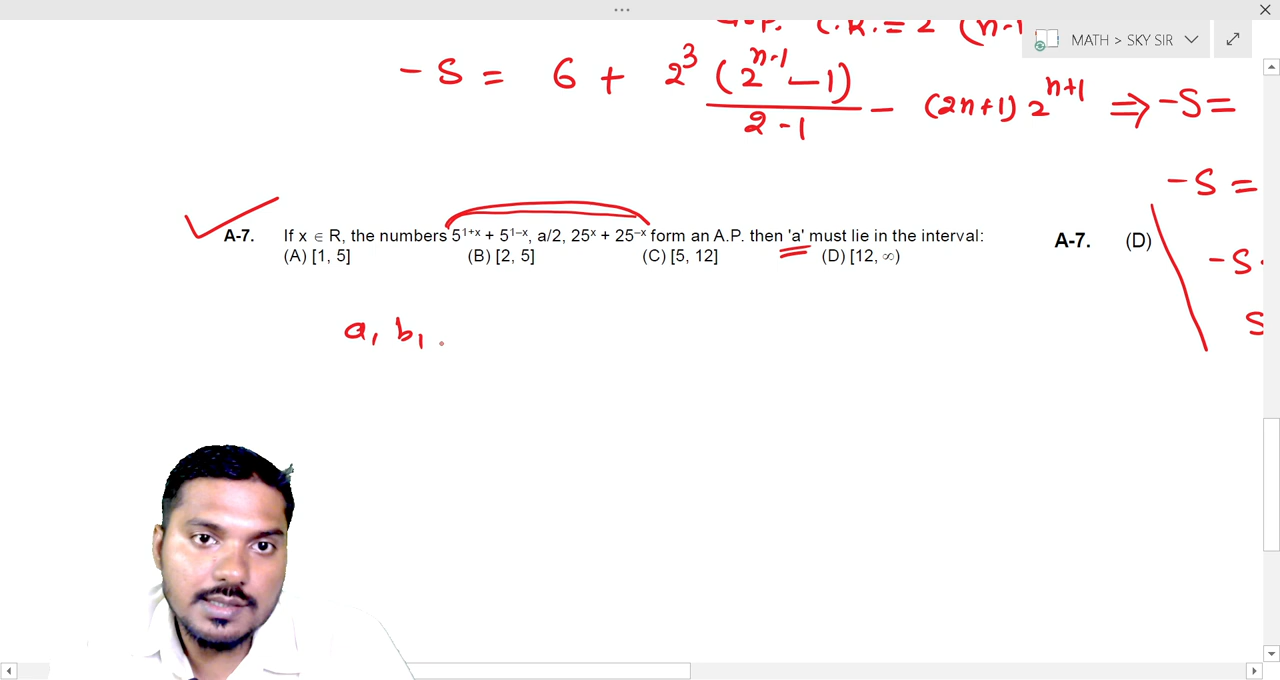 (n-1
MATH > SKY SIR
-S = 6 + 2³ (2ⁿ⁻¹ - 1) / 2-1 - (2n+1) 2ⁿ⁺¹ ⇒ -S =
-S =
A-7. If x ∈ R, the numbers 5¹⁺ˣ + 5¹⁻ˣ, a/2, 25ˣ + 25⁻ˣ form an A.P. then 'a' must lie in the interval:
(A) [1, 5] (B) [2, 5] (C) [5, 12] (D) [12, ∞)
A-7. (D)
-S
S
a, b,